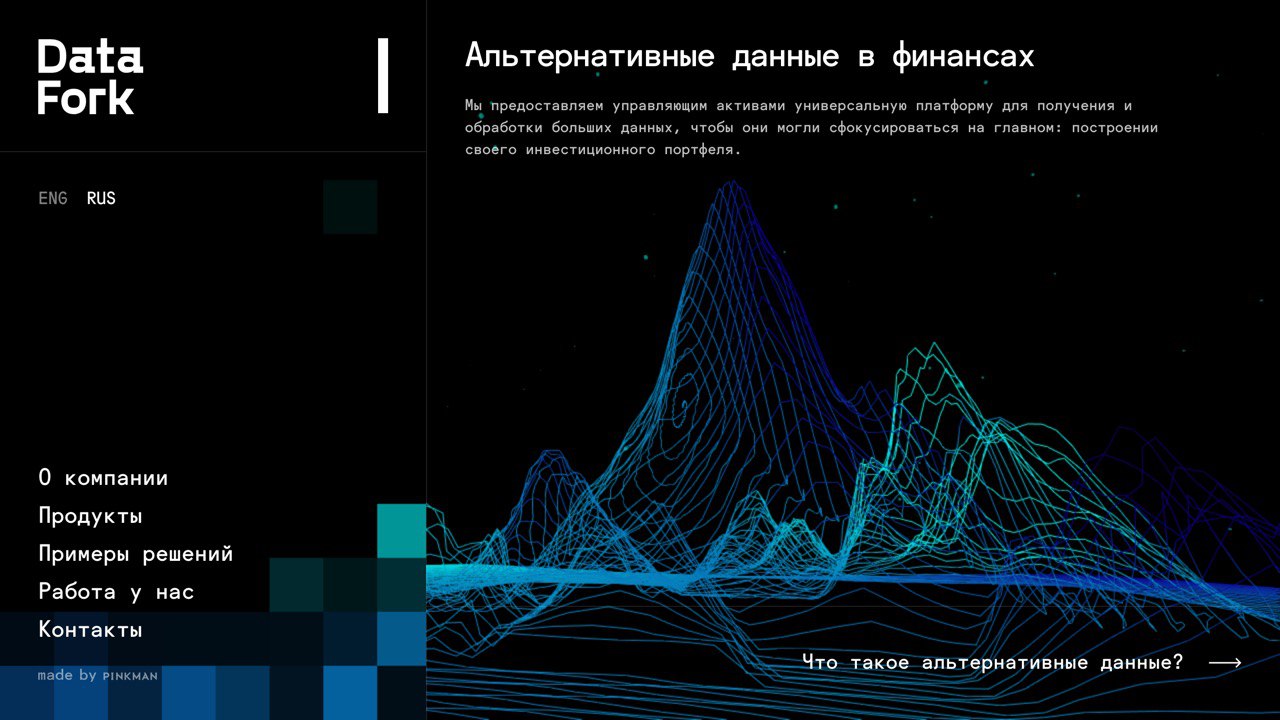 Data
Fork
ENG RUS
О компании
Продукты
Примеры решений
Работа у нас
Контакты
made by PINKMAN
Альтернативные данные в финансах
Мы предоставляем управляющим активами универсальную платформу для получения и
обработки больших данных, чтобы они могли сфокусироваться на главном: построении
своего инвестиционного портфеля.
Что такое альтернативные данные?